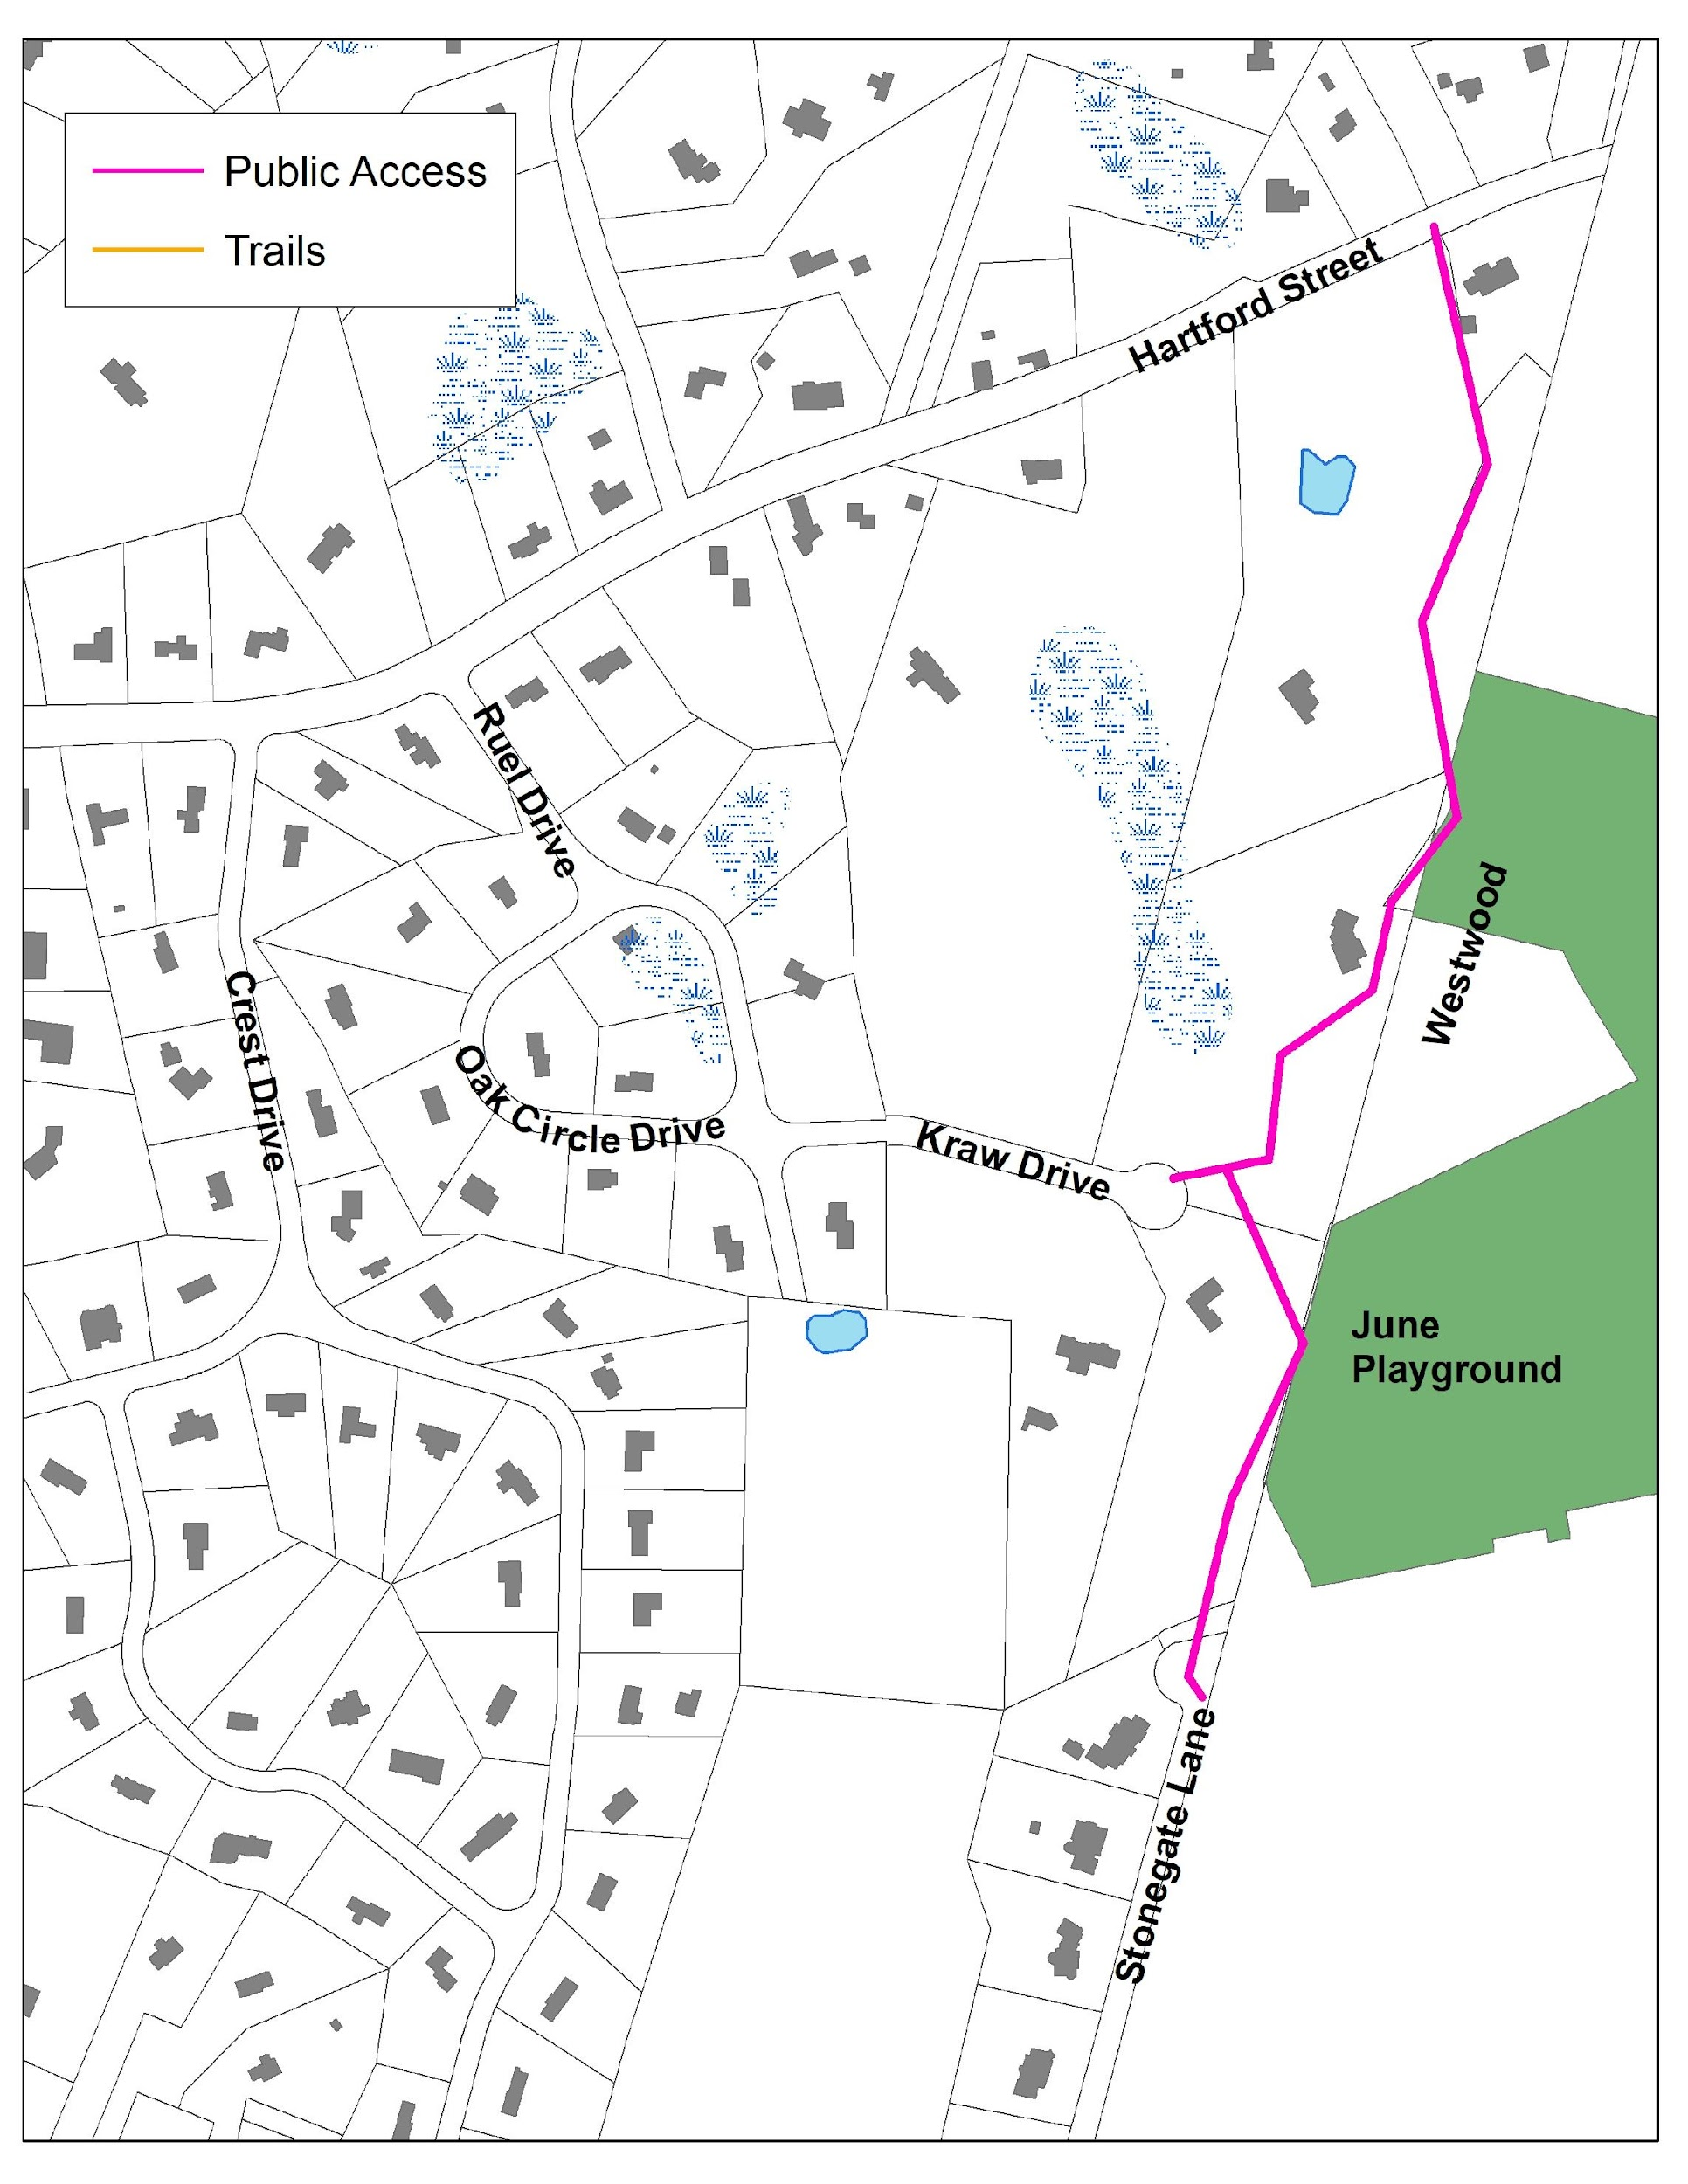 Public Access
Trails
Hartford Street
Ruel Drive
Westwood
Crest Drive
Oak Circle Drive
Kraw Drive
June
Playground
Stonegate Lane